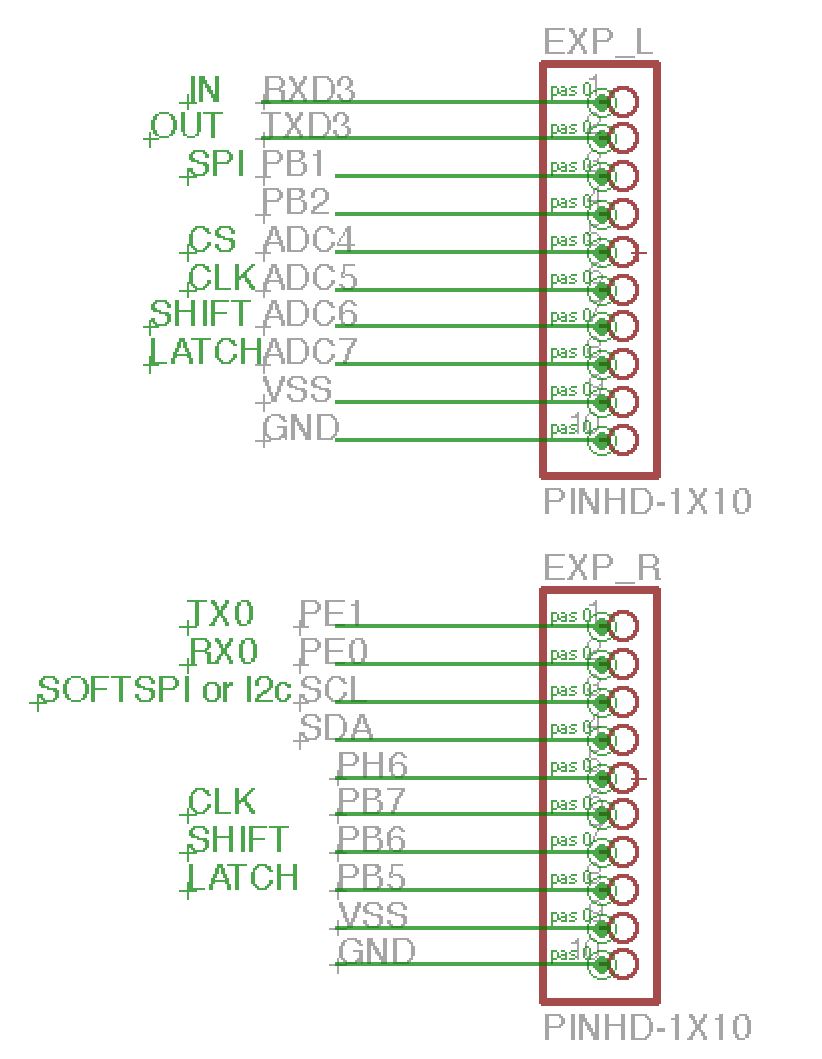 EXP_L
IN RXD3 pas 0 1
OUT TXD3 pas 0
SPI PB1 pas 0
PB2 pas 0
CS ADC4 pas 0
CLK ADC5 pas 0
SHIFT ADC6 pas 0
LATCH ADC7 pas 0
VSS pas 0
GND pas 0 10
PINHD-1X10
EXP_R
TX0 PE1 pas 0 1
RX0 PE0 pas 0
SOFTSPI or I2c SCL pas 0
SDA pas 0
PH6 pas 0
CLK PB7 pas 0
SHIFT PB6 pas 0
LATCH PB5 pas 0
VSS pas 0
GND pas 0 10
PINHD-1X10